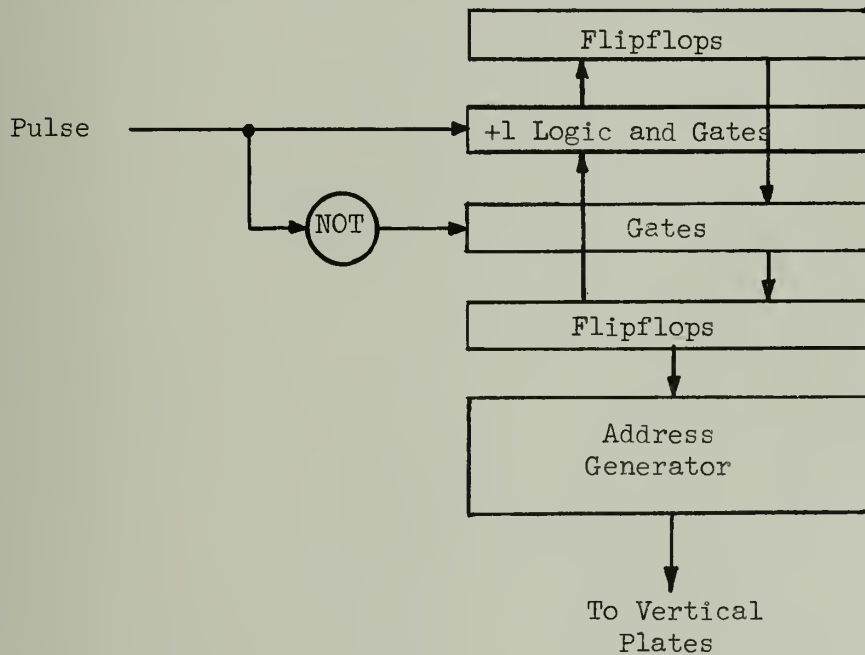 Flipflops
Pulse
+1 Logic and Gates
NOT
Gates
Flipflops
Address
Generator
To Vertical
Plates